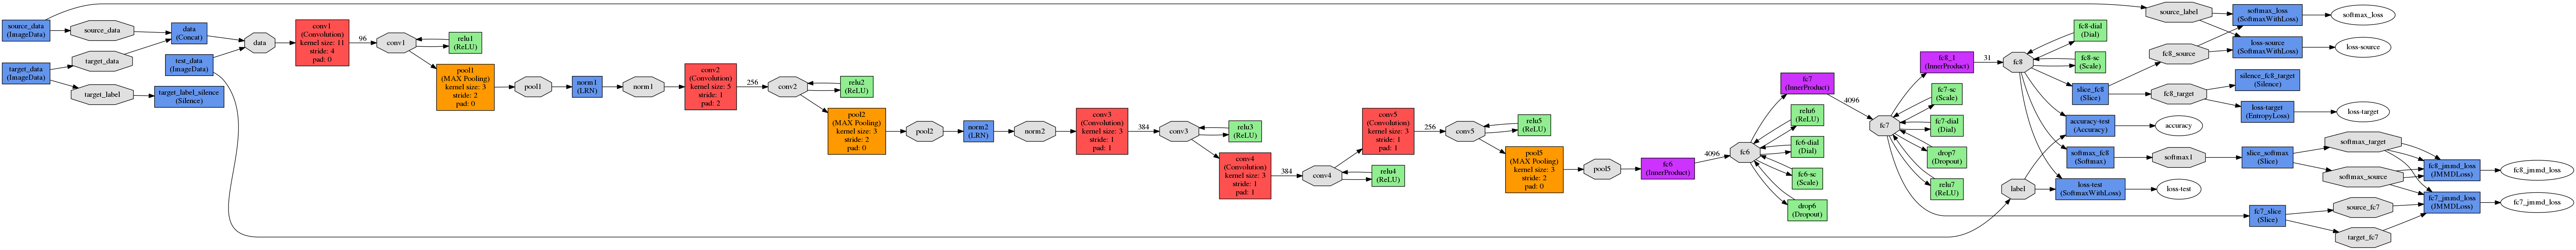 source_data
(ImageData)
target_data
(ImageData)
source_data
target_data
target_label
data
(Concat)
test_data
(ImageData)
target_label_silence
(Silence)
data
conv1
(Convolution)
kernel size: 11
stride: 4
pad: 0
96
conv1
relu1
(ReLU)
pool1
(MAX Pooling)
kernel size: 3
stride: 2
pad: 0
pool1
norm1
(LRN)
norm1
conv2
(Convolution)
kernel size: 5
stride: 1
pad: 2
256
conv2
relu2
(ReLU)
pool2
(MAX Pooling)
kernel size: 3
stride: 2
pad: 0
pool2
norm2
(LRN)
norm2
conv3
(Convolution)
kernel size: 3
stride: 1
pad: 1
384
conv3
relu3
(ReLU)
conv4
(Convolution)
kernel size: 3
stride: 1
pad: 1
384
conv4
relu4
(ReLU)
conv5
(Convolution)
kernel size: 3
stride: 1
pad: 1
256
conv5
relu5
(ReLU)
pool5
(MAX Pooling)
kernel size: 3
stride: 2
pad: 0
pool5
fc6
(InnerProduct)
4096
fc6
fc7
(InnerProduct)
relu6
(ReLU)
fc6-dial
(Dial)
fc6-sc
(Scale)
drop6
(Dropout)
4096
fc7
fc8_1
(InnerProduct)
fc7-sc
(Scale)
fc7-dial
(Dial)
drop7
(Dropout)
relu7
(ReLU)
31
fc8
label
fc8-dial
(Dial)
fc8-sc
(Scale)
slice_fc8
(Slice)
accuracy-test
(Accuracy)
softmax_fc8
(Softmax)
loss-test
(SoftmaxWithLoss)
fc8_source
fc8_target
accuracy
softmax1
loss-test
source_label
softmax_loss
(SoftmaxWithLoss)
loss-source
(SoftmaxWithLoss)
silence_fc8_target
(Silence)
loss-target
(EntropyLoss)
slice_softmax
(Slice)
fc7_slice
(Slice)
softmax_loss
loss-source
loss-target
softmax_target
softmax_source
source_fc7
target_fc7
fc8_jmmd_loss
(JMMDLoss)
fc7_jmmd_loss
(JMMDLoss)
fc8_jmmd_loss
fc7_jmmd_loss